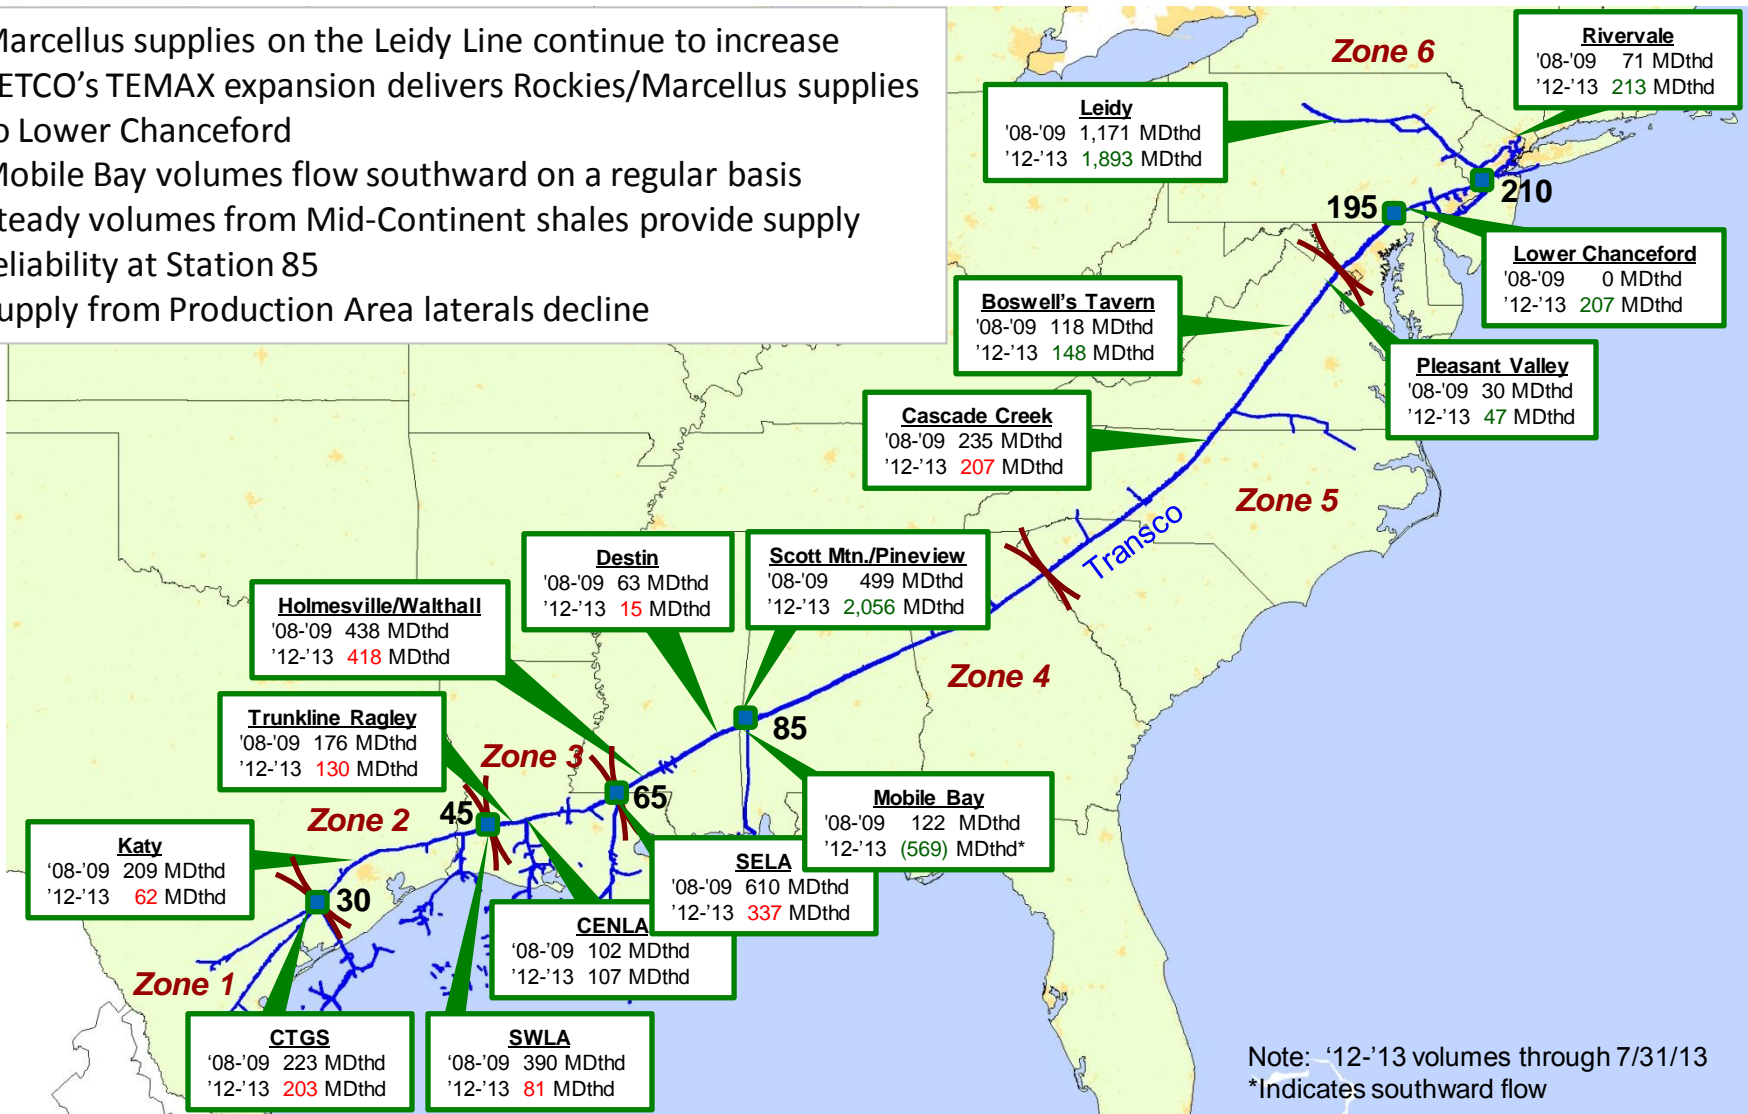 Marcellus supplies on the Leidy Line continue to increase
ETCO’s TEMAX expansion delivers Rockies/Marcellus supplies
Lower Chanceford
Mobile Bay volumes flow southward on a regular basis
teady volumes from Mid-Continent shales provide supply
eliability at Station 85
upply from Production Area laterals decline
Zone 6
Rivervale
'08-'09 71 MDthd
'12-'13 213 MDthd
Leidy
'08-'09 1,171 MDthd
'12-'13 1,893 MDthd
210
195
Lower Chanceford
'08-'09 0 MDthd
'12-'13 207 MDthd
Boswell’s Tavern
'08-'09 118 MDthd
'12-'13 148 MDthd
Pleasant Valley
'08-'09 30 MDthd
'12-'13 47 MDthd
Cascade Creek
'08-'09 235 MDthd
'12-'13 207 MDthd
Zone 5
Transco
Destin
'08-'09 63 MDthd
'12-'13 15 MDthd
Scott Mtn./Pineview
'08-'09 499 MDthd
'12-'13 2,056 MDthd
Holmesville/Walthall
'08-'09 438 MDthd
'12-'13 418 MDthd
Zone 4
Trunkline Ragley
'08-'09 176 MDthd
'12-'13 130 MDthd
85
Zone 3
65
45
Zone 2
Mobile Bay
'08-'09 122 MDthd
'12-'13 (569) MDthd*
Katy
‘08-’09 209 MDthd
'12-'13 62 MDthd
SELA
'08-'09 610 MDthd
'12-'13 337 MDthd
30
CENLA
‘08-’09 102 MDthd
’12-’13 107 MDthd
Zone 1
CTGS
‘08-’09 223 MDthd
’12-’13 203 MDthd
SWLA
‘08-’09 390 MDthd
’12-’13 81 MDthd
Note: ‘12-’13 volumes through 7/31/13
*Indicates southward flow